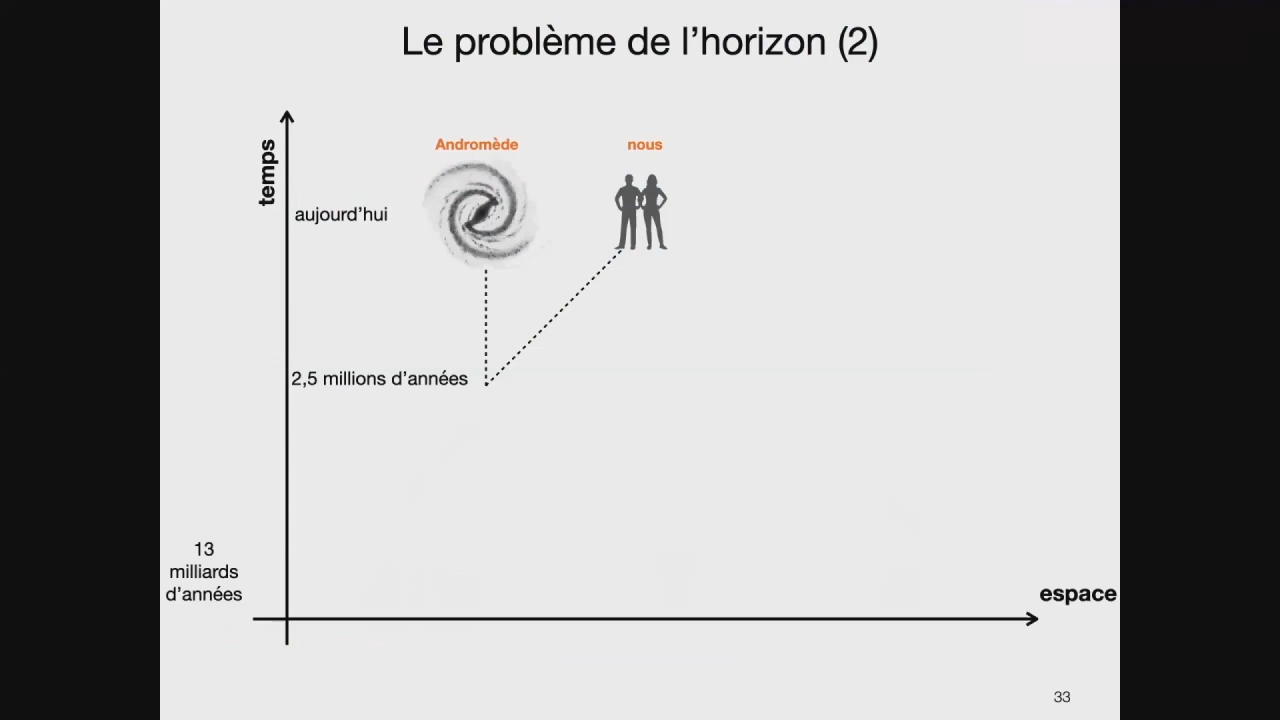 Le problème de l’horizon (2)
temps
Andromède
nous
aujourd’hui
2,5 millions d’années
13
milliards
d’années
espace
33